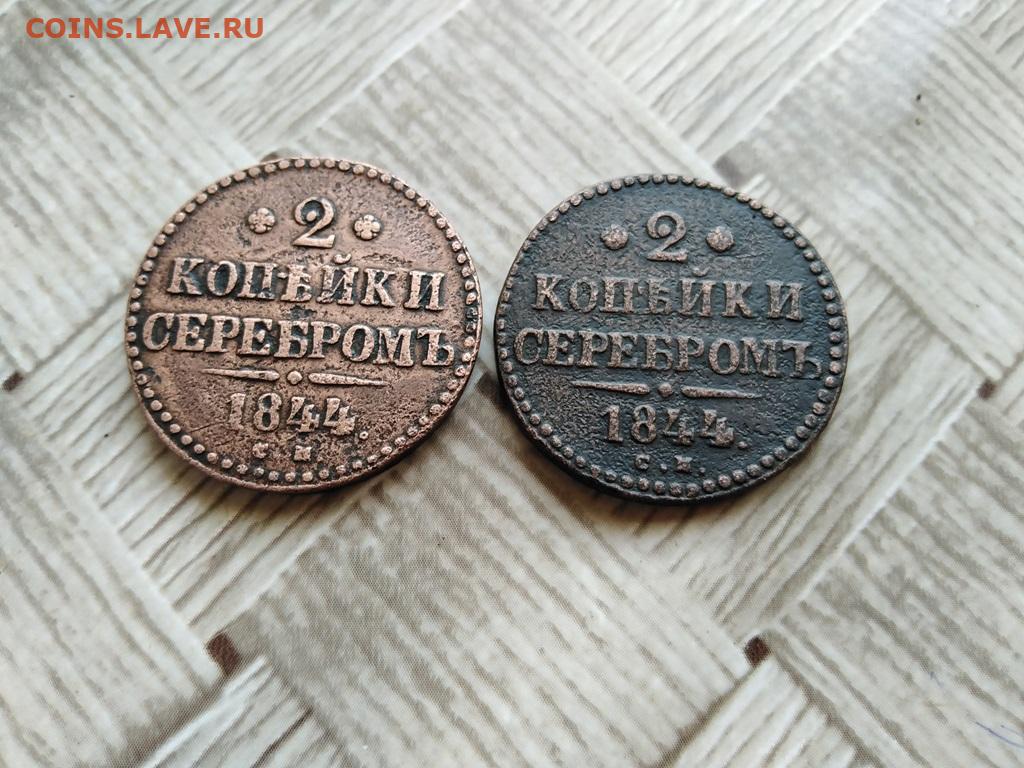 COINS.LAVE.RU
2
КОПѢЙКИ
СЕРЕБРОМЪ
1844.
С М
2
КОПѢЙКИ
СЕРЕБРОМЪ
1844.
С.М.